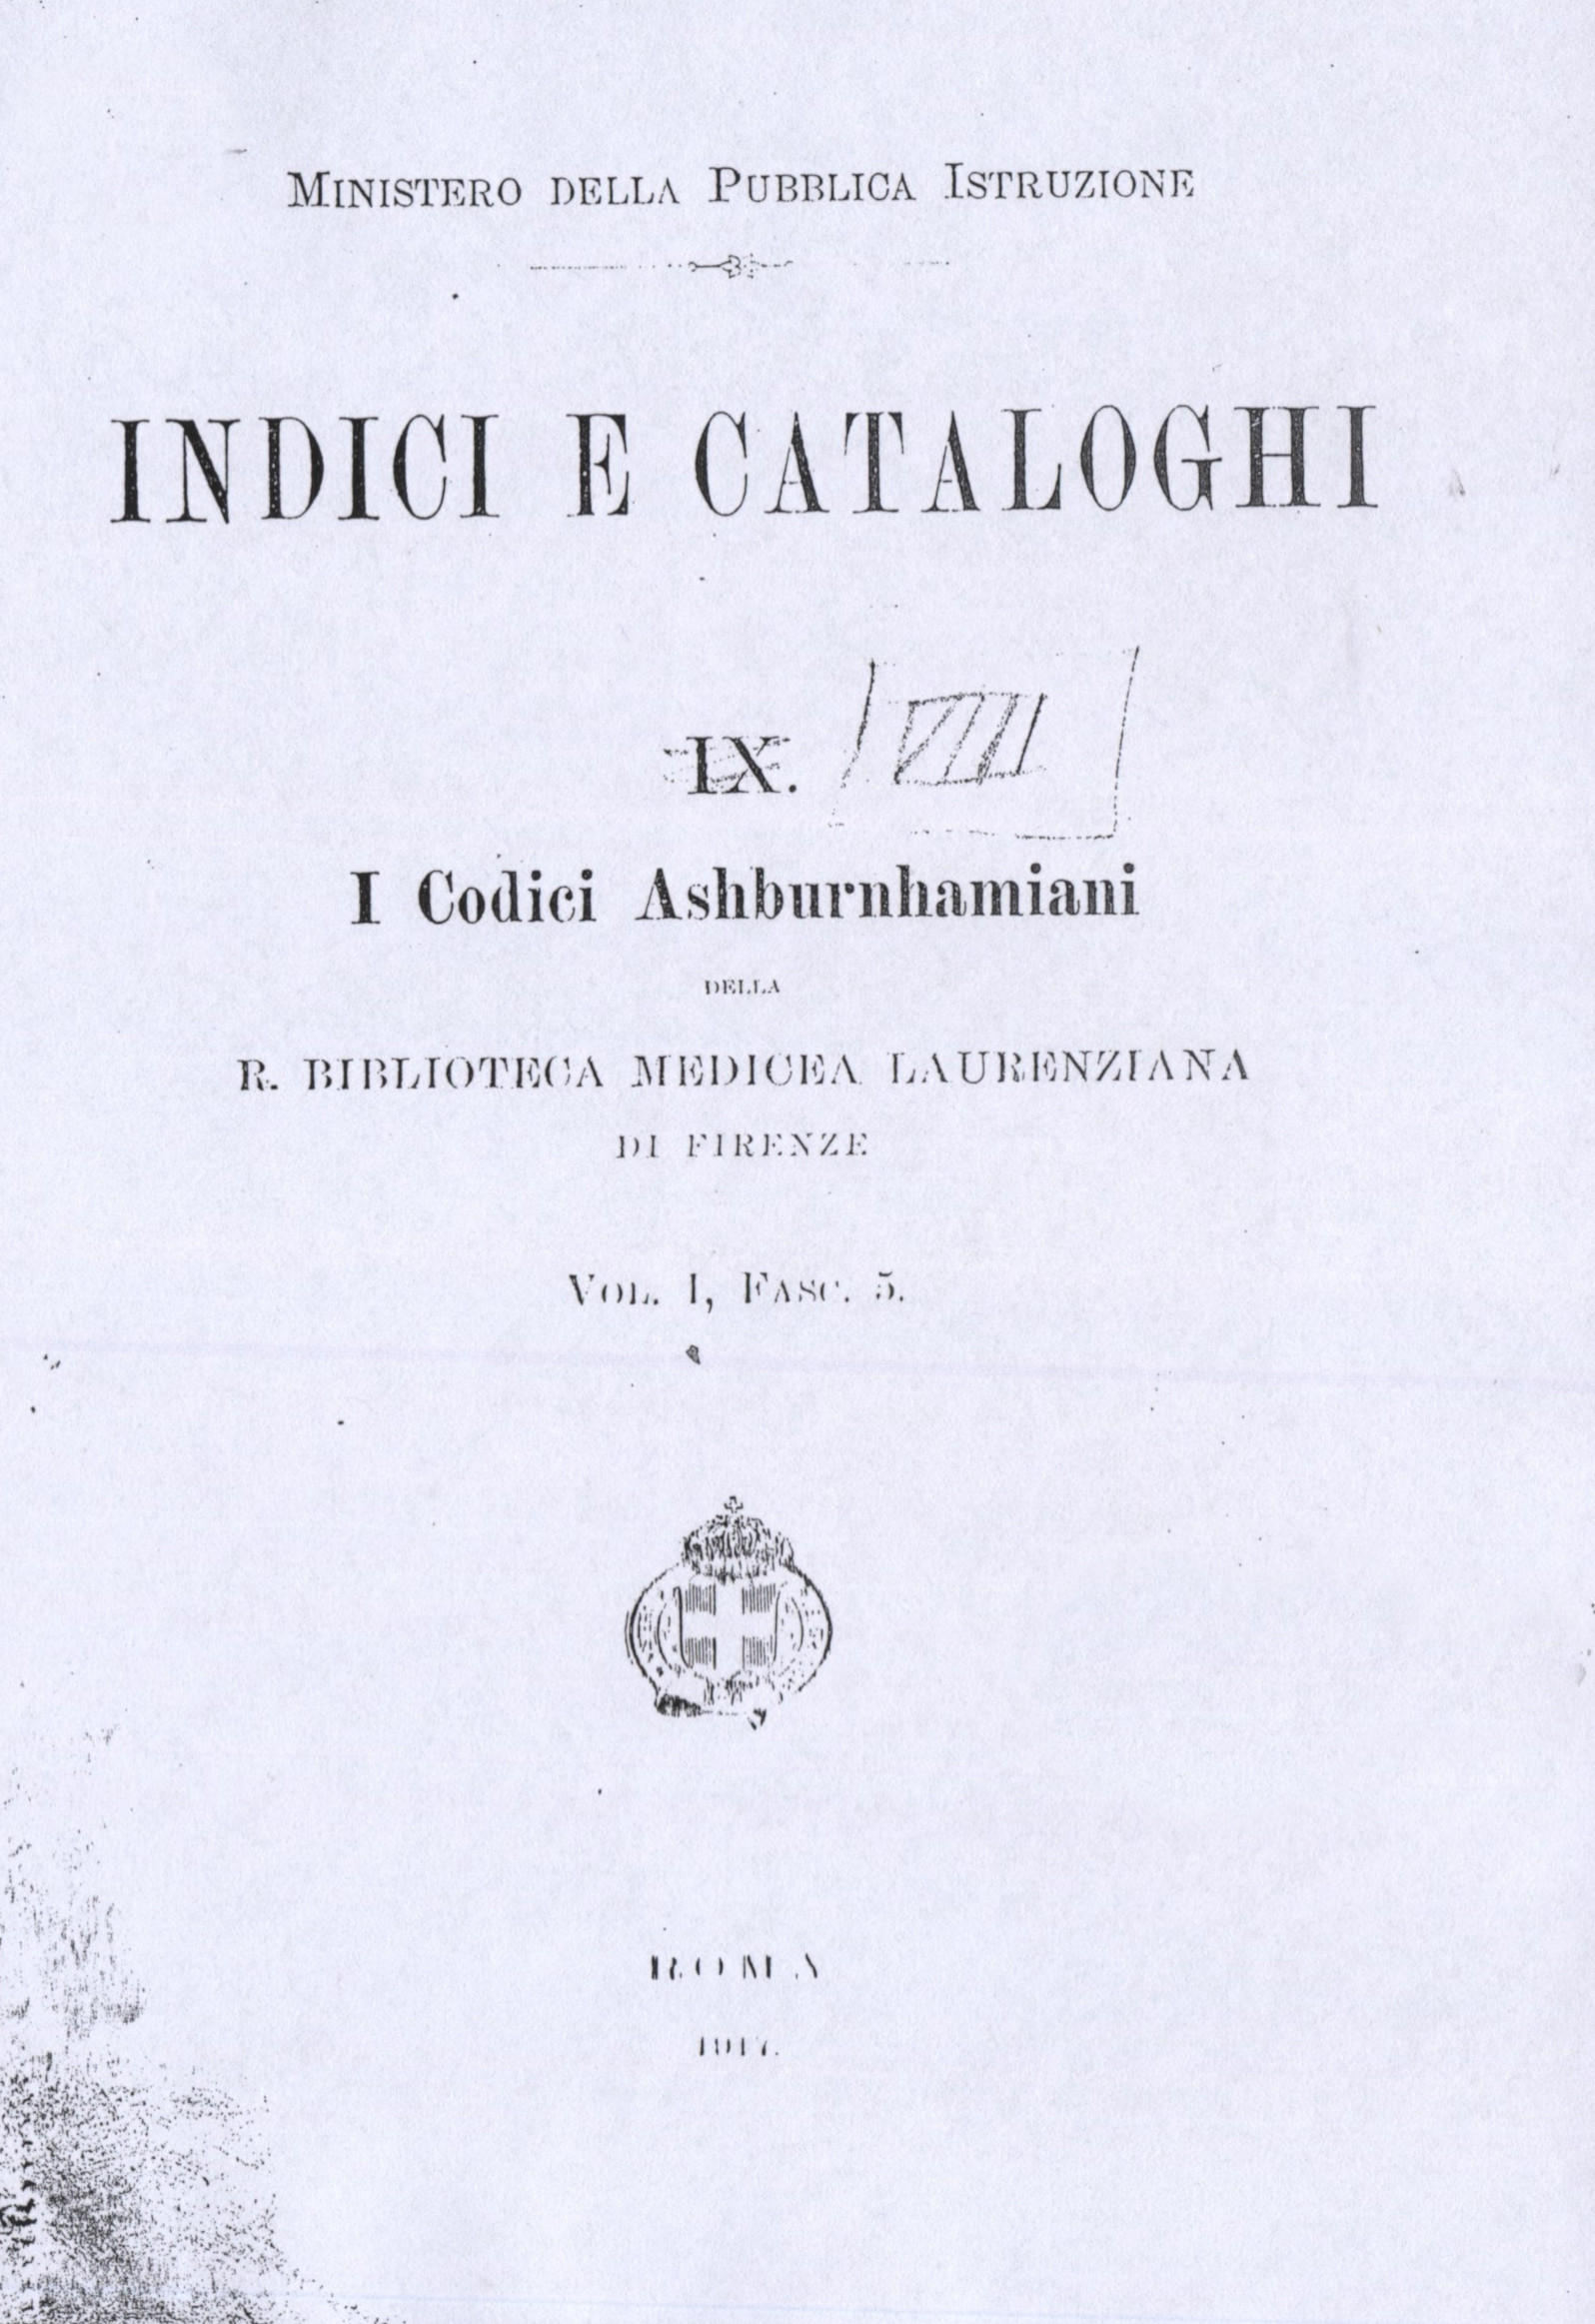 MINISTERO DELLA PUBBLICA ISTRUZIONE
INDICI E CATALOGHI
IX. VIII
I Codici Ashburnhamiani
DELLA
R. BIBLIOTECA MEDICEA LAURENZIANA
DI FIRENZE
VOL. I, FASC. 5.
ROMA
1917.